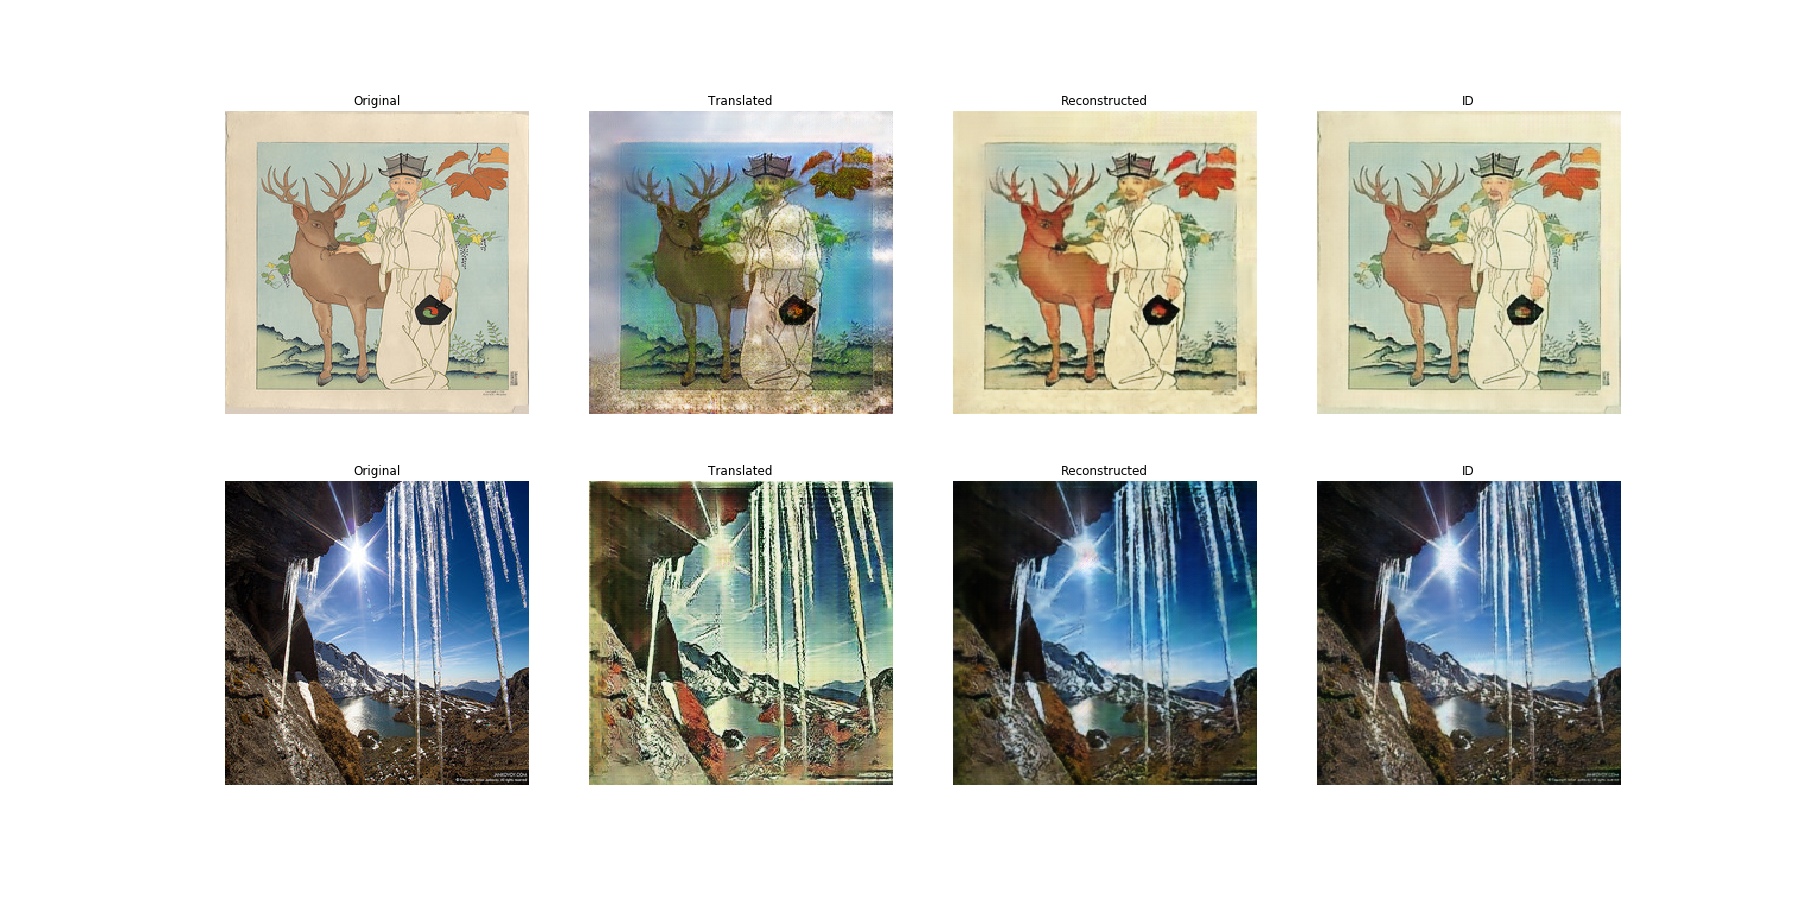 Original
Translated
Reconstructed
ID
Original
Translated
Reconstructed
ID